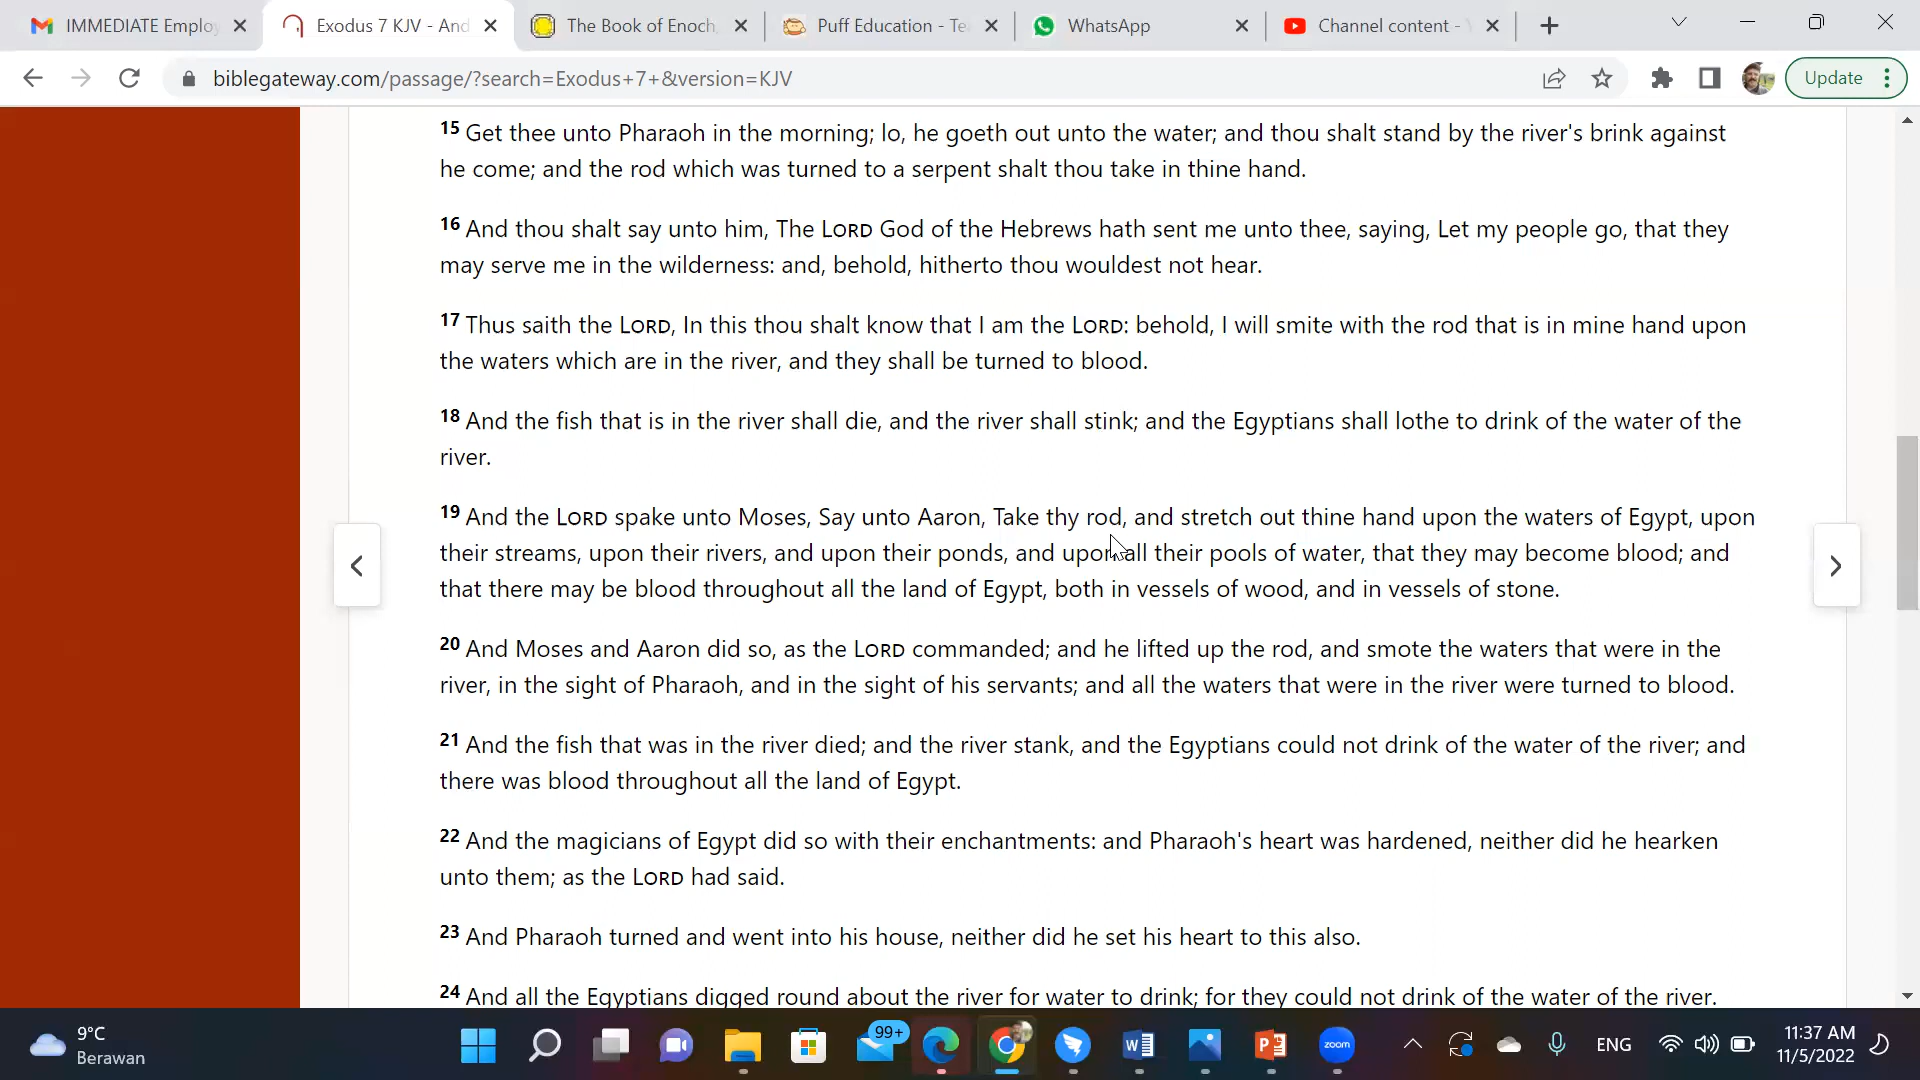 IMMEDIATE Emplo
Exodus 7 KJV - And
The Book of Enoch,
Puff Education - Te
WhatsApp
Channel content - Y
biblegateway.com/passage/?search=Exodus+7+&version=KJV
Update
15 Get thee unto Pharaoh in the morning; lo, he goeth out unto the water; and thou shalt stand by the river's brink against
he come; and the rod which was turned to a serpent shalt thou take in thine hand.
16 And thou shalt say unto him, The LORD God of the Hebrews hath sent me unto thee, saying, Let my people go, that they
may serve me in the wilderness: and, behold, hitherto thou wouldest not hear.
17 Thus saith the LORD, In this thou shalt know that I am the LORD: behold, I will smite with the rod that is in mine hand upon
the waters which are in the river, and they shall be turned to blood.
18 And the fish that is in the river shall die, and the river shall stink; and the Egyptians shall lothe to drink of the water of the
river.
19 And the LORD spake unto Moses, Say unto Aaron, Take thy rod, and stretch out thine hand upon the waters of Egypt, upon
their streams, upon their rivers, and upon their ponds, and upon all their pools of water, that they may become blood; and
that there may be blood throughout all the land of Egypt, both in vessels of wood, and in vessels of stone.
20 And Moses and Aaron did so, as the LORD commanded; and he lifted up the rod, and smote the waters that were in the
river, in the sight of Pharaoh, and in the sight of his servants; and all the waters that were in the river were turned to blood.
21 And the fish that was in the river died; and the river stank, and the Egyptians could not drink of the water of the river; and
there was blood throughout all the land of Egypt.
22 And the magicians of Egypt did so with their enchantments: and Pharaoh's heart was hardened, neither did he hearken
unto them; as the LORD had said.
23 And Pharaoh turned and went into his house, neither did he set his heart to this also.
24 And all the Egyptians digged round about the river for water to drink; for they could not drink of the water of the river.
9°C
Berawan
99+
zoom
ENG
11:37 AM
11/5/2022